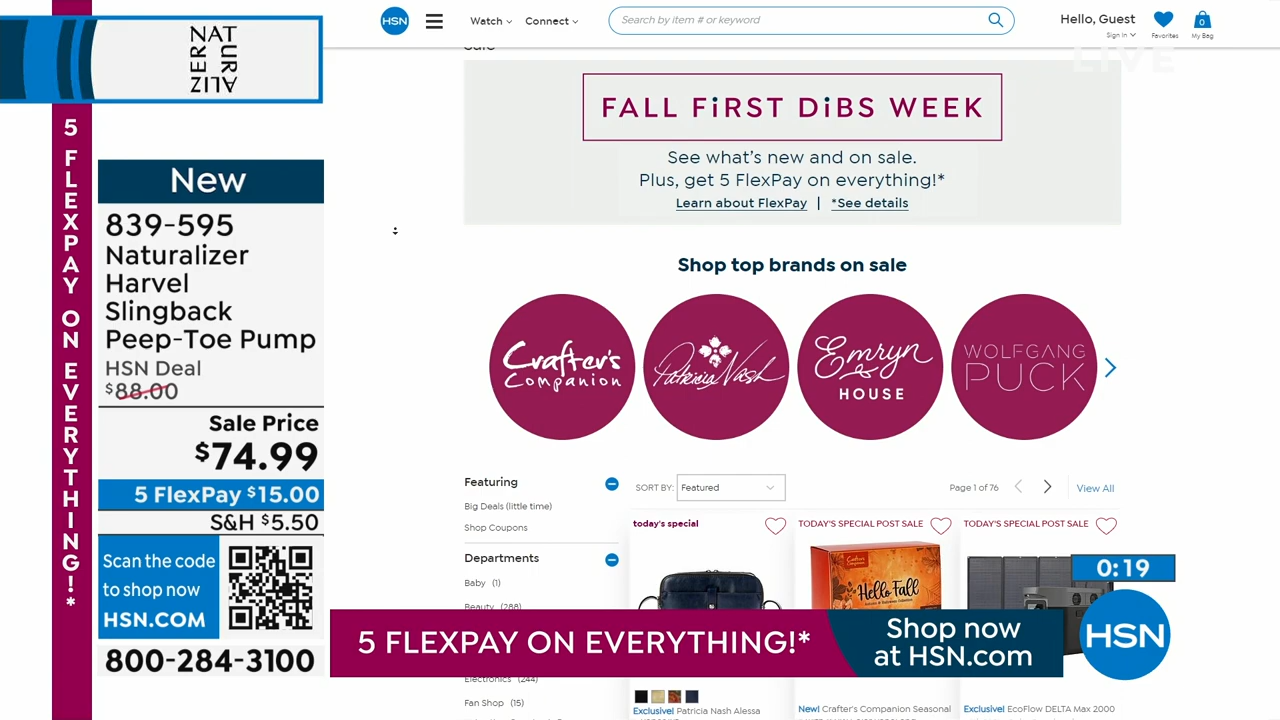 NATURALIZER
5 FLEXPAY ON EVERYTHING!*
New
839-595
Naturalizer
Harvel
Slingback
Peep-Toe Pump
HSN Deal
$88.00
Sale Price
$74.99
5 FlexPay $15.00
S&H $5.50
Scan the code
to shop now
HSN.COM
800-284-3100
HSN
Watch
Connect
Search by item # or keyword
Hello, Guest
Sign In
Favorites
0
My Bag
LIVE
Sale
FALL FiRST DiBS WEEK
See what's new and on sale.
Plus, get 5 FlexPay on everything!*
Learn about FlexPay | *See details
Shop top brands on sale
Crafter's
Companion
Patricia Nash
Emryn
HOUSE
WOLFGANG
PUCK
Featuring
Big Deals (little time)
Shop Coupons
Departments
Baby (1)
Beauty (288)
Electronics (244)
Fan Shop (15)
SORT BY: Featured
Page 1 of 76
View All
today's special
TODAY'S SPECIAL POST SALE
TODAY'S SPECIAL POST SALE
Hello Fall
0:19
5 FLEXPAY ON EVERYTHING!*
Shop now
at HSN.com
HSN
Exclusive! Patricia Nash Alessa
New! Crafter's Companion Seasonal
Exclusive! EcoFlow DELTA Max 2000